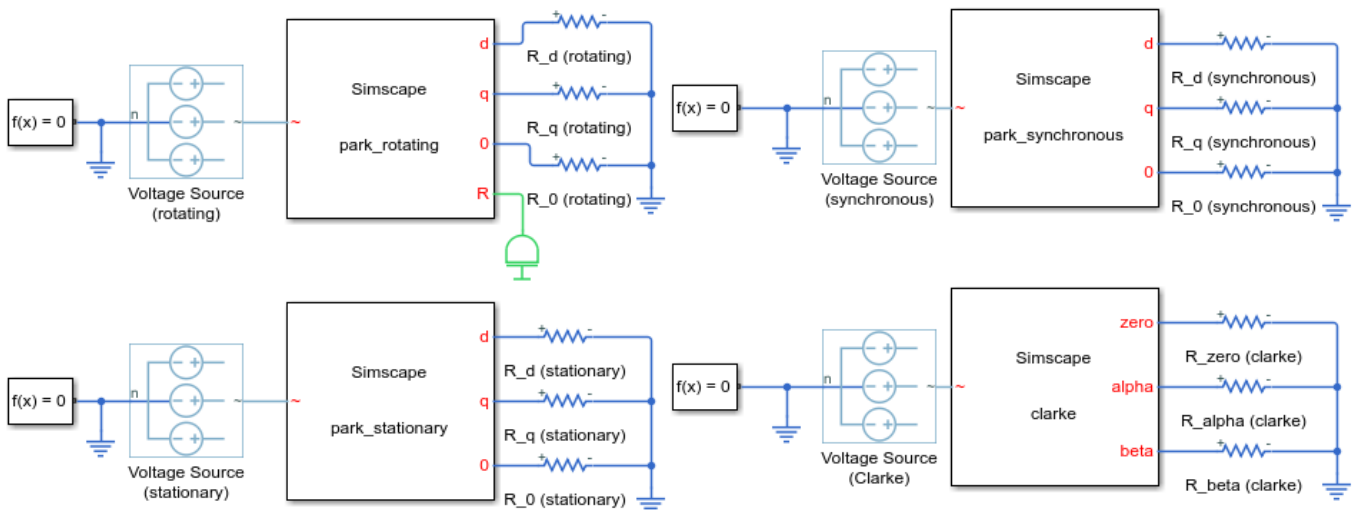 f(x) = 0
n
- +
- +
- +
~
Voltage Source
(rotating)
~
Simscape
park_rotating
d
q
0
R
+ -
R_d (rotating)
+ -
R_q (rotating)
+ -
R_0 (rotating)
f(x) = 0
n
- +
- +
- +
~
Voltage Source
(synchronous)
~
Simscape
park_synchronous
d
q
0
+ -
R_d (synchronous)
+ -
R_q (synchronous)
+ -
R_0 (synchronous)
f(x) = 0
n
- +
- +
- +
~
Voltage Source
(stationary)
~
Simscape
park_stationary
d
q
0
+ -
R_d (stationary)
+ -
R_q (stationary)
+ -
R_0 (stationary)
f(x) = 0
n
- +
- +
- +
~
Voltage Source
(Clarke)
~
Simscape
clarke
zero
alpha
beta
+ -
R_zero (clarke)
+ -
R_alpha (clarke)
+ -
R_beta (clarke)